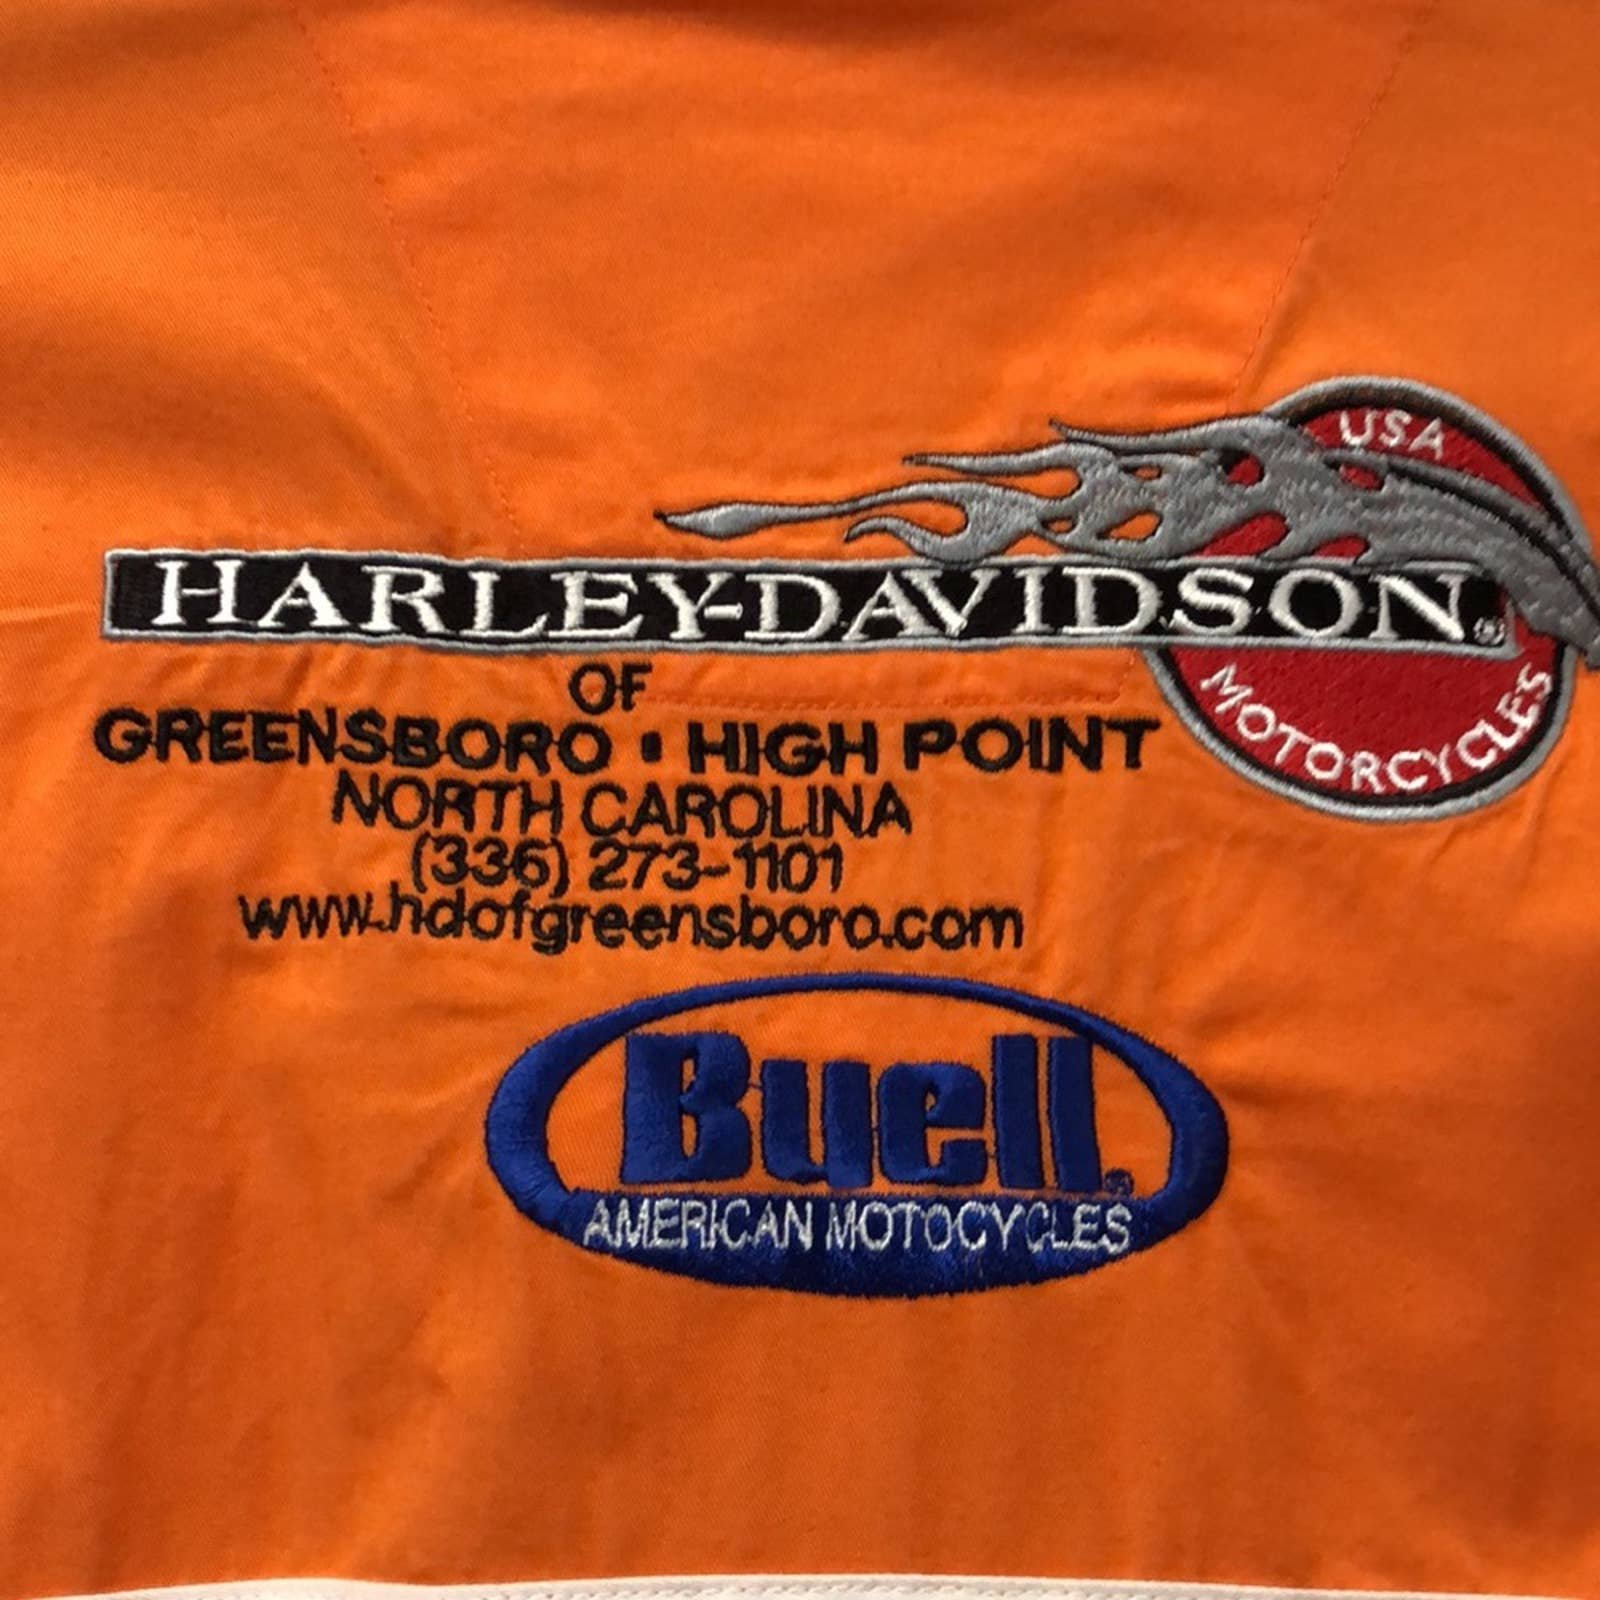 USA
HARLEY-DAVIDSON®
MOTORCYCLES
OF
GREENSBORO • HIGH POINT
NORTH CAROLINA
(336) 273-1101
www.hdofgreensboro.com
Buell®
AMERICAN MOTOCYCLES